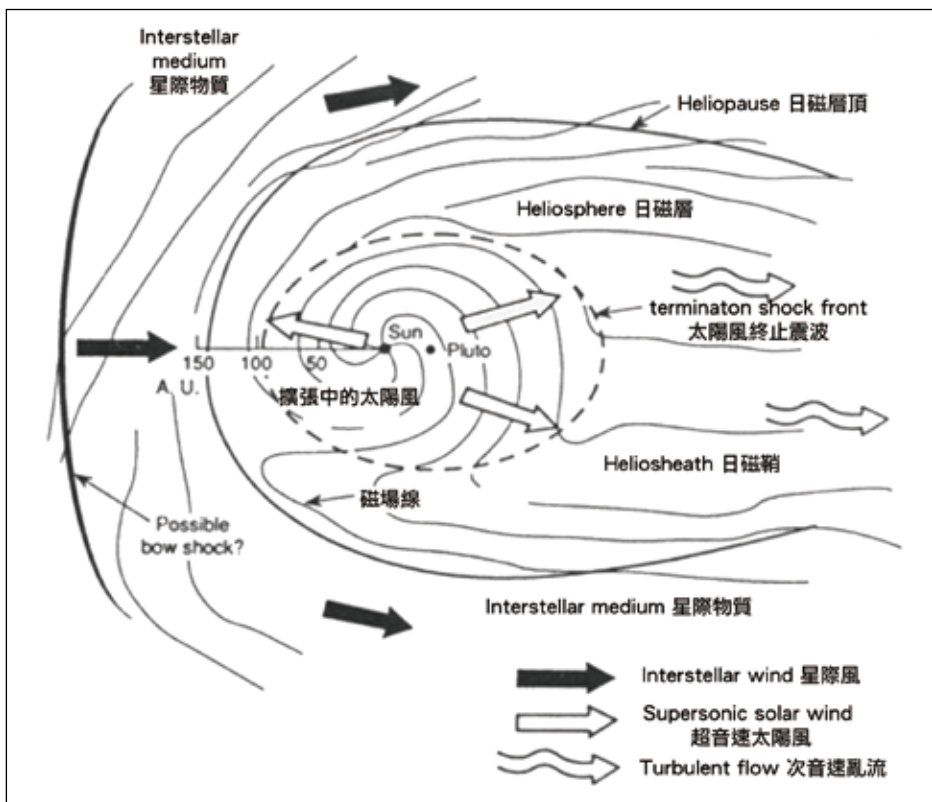 Interstellar
medium
星際物質
Heliopause 日磁層頂
Heliosphere 日磁層
terminaton shock front
太陽風終止震波
Sun
Pluto
150 100 50
A. U.
擴張中的太陽風
Heliosheath 日磁鞘
磁場線
Possible
bow shock?
Interstellar medium 星際物質
Interstellar wind 星際風
Supersonic solar wind
超音速太陽風
Turbulent flow 次音速亂流